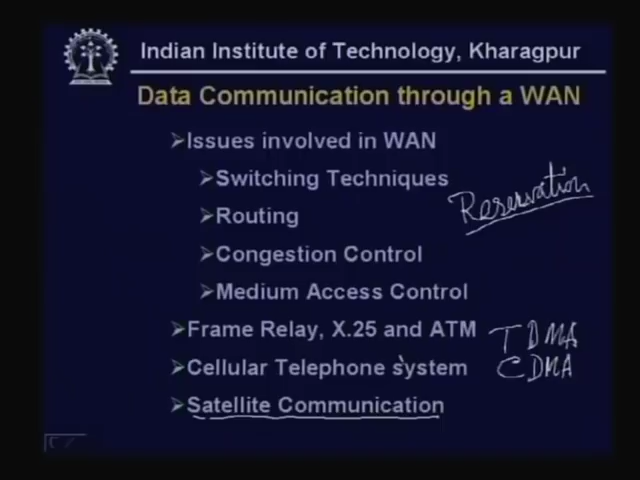 Indian Institute of Technology, Kharagpur
Data Communication through a WAN
➢Issues involved in WAN
➢Switching Techniques
Reservation
➢Routing
➢Congestion Control
➢Medium Access Control
➢Frame Relay, X.25 and ATM
TDMA
➢Cellular Telephone system
CDMA
➢Satellite Communication